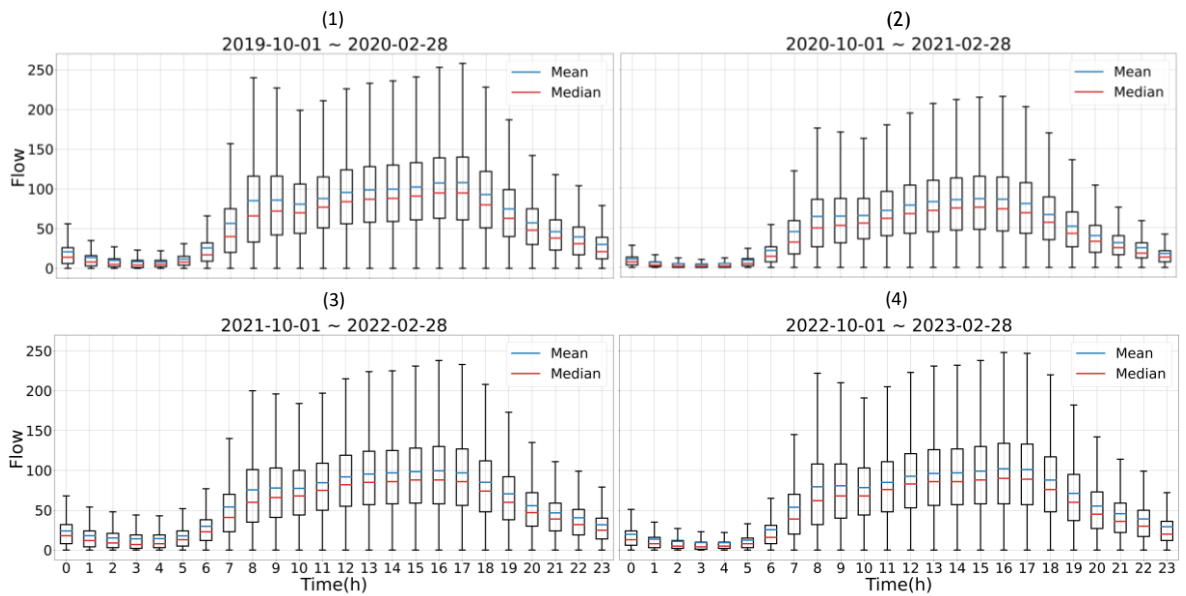 (1)
2019-10-01 ~ 2020-02-28
250
200
150
100
50
0
Flow
Mean
Median
(2)
2020-10-01 ~ 2021-02-28
Mean
Median
(3)
2021-10-01 ~ 2022-02-28
250
200
150
100
50
0
Flow
Mean
Median
0 1 2 3 4 5 6 7 8 9 10 11 12 13 14 15 16 17 18 19 20 21 22 23
Time(h)
(4)
2022-10-01 ~ 2023-02-28
Mean
Median
0 1 2 3 4 5 6 7 8 9 10 11 12 13 14 15 16 17 18 19 20 21 22 23
Time(h)